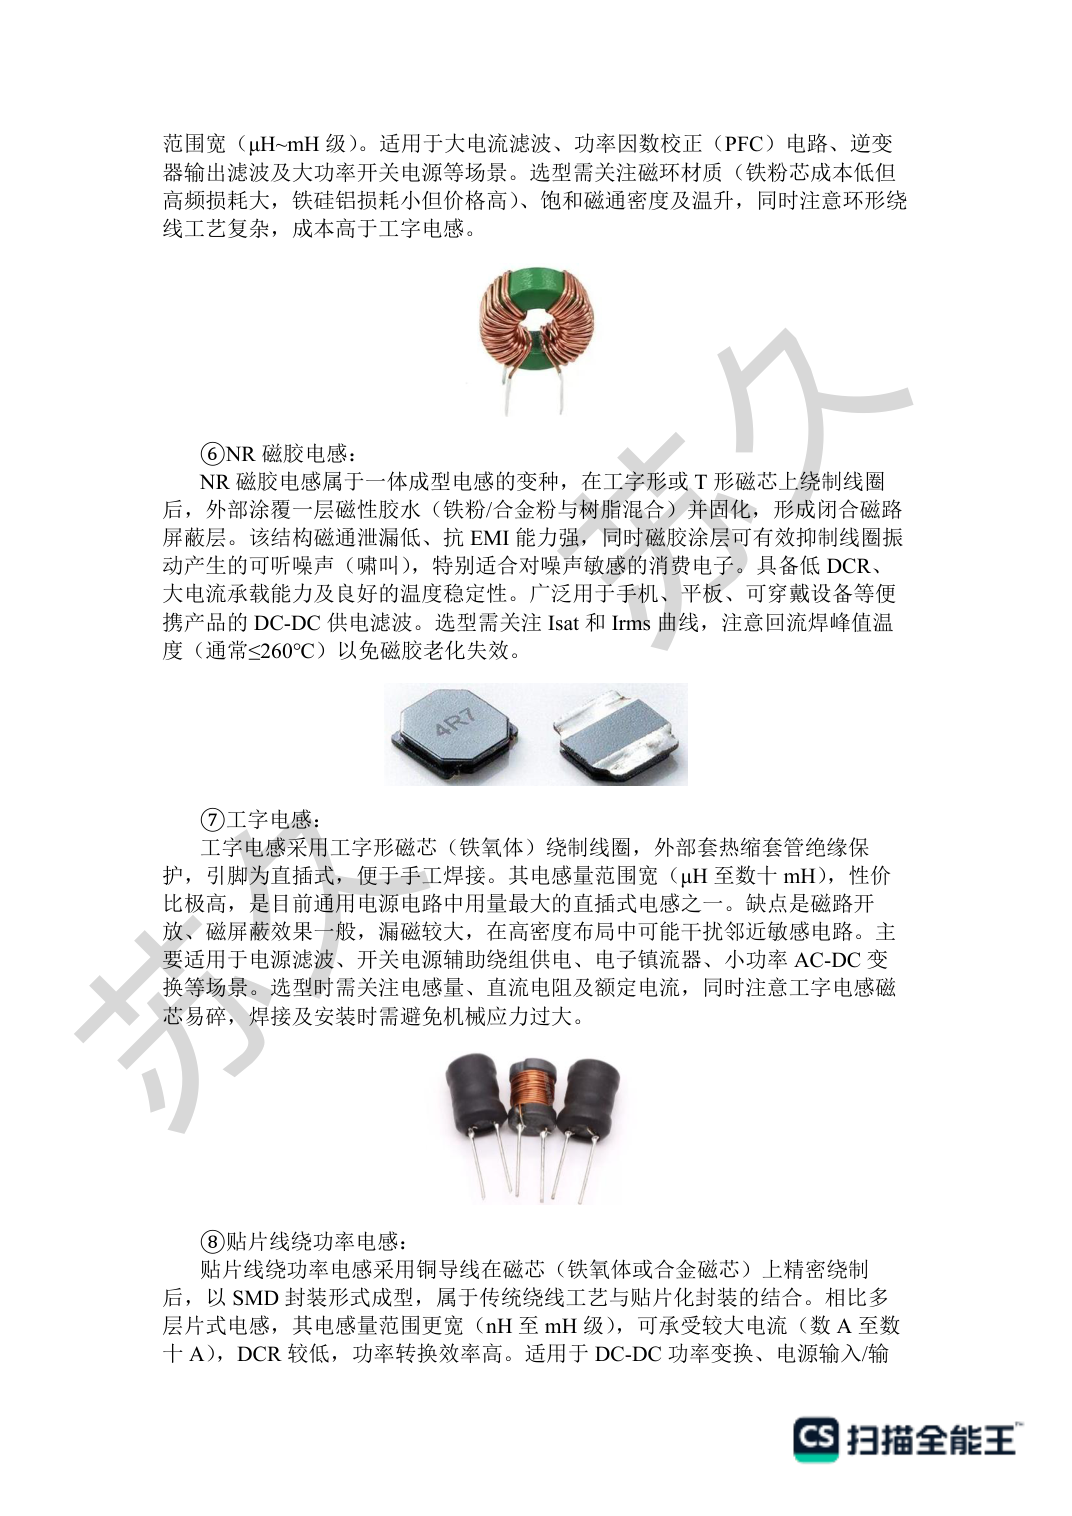 范围宽（μH~mH 级）。适用于大电流滤波、功率因数校正（PFC）电路、逆变
器输出滤波及大功率开关电源等场景。选型需关注磁环材质（铁粉芯成本低但
高频损耗大，铁硅铝损耗小但价格高）、饱和磁通密度及温升，同时注意环形绕
线工艺复杂，成本高于工字电感。
⑥NR 磁胶电感：
NR 磁胶电感属于一体成型电感的变种，在工字形或 T 形磁芯上绕制线圈
后，外部涂覆一层磁性胶水（铁粉/合金粉与树脂混合）并固化，形成闭合磁路
屏蔽层。该结构磁通泄漏低、抗 EMI 能力强，同时磁胶涂层可有效抑制线圈振
动产生的可听噪声（啸叫），特别适合对噪声敏感的消费电子。具备低 DCR、
大电流承载能力及良好的温度稳定性。广泛用于手机、平板、可穿戴设备等便
携产品的 DC-DC 供电滤波。选型需关注 Isat 和 Irms 曲线，注意回流焊峰值温
度（通常≤260℃）以免磁胶老化失效。
4R7
⑦工字电感：
工字电感采用工字形磁芯（铁氧体）绕制线圈，外部套热缩套管绝缘保
护，引脚为直插式，便于手工焊接。其电感量范围宽（μH 至数十 mH），性价
比极高，是目前通用电源电路中用量最大的直插式电感之一。缺点是磁路开
放、磁屏蔽效果一般，漏磁较大，在高密度布局中可能干扰邻近敏感电路。主
要适用于电源滤波、开关电源辅助绕组供电、电子镇流器、小功率 AC-DC 变
换等场景。选型时需关注电感量、直流电阻及额定电流，同时注意工字电感磁
芯易碎，焊接及安装时需避免机械应力过大。
⑧贴片线绕功率电感：
贴片线绕功率电感采用铜导线在磁芯（铁氧体或合金磁芯）上精密绕制
后，以 SMD 封装形式成型，属于传统绕线工艺与贴片化封装的结合。相比多
层片式电感，其电感量范围更宽（nH 至 mH 级），可承受较大电流（数 A 至数
十 A），DCR 较低，功率转换效率高。适用于 DC-DC 功率变换、电源输入/输
苏久
苏久
CS 扫描全能王™